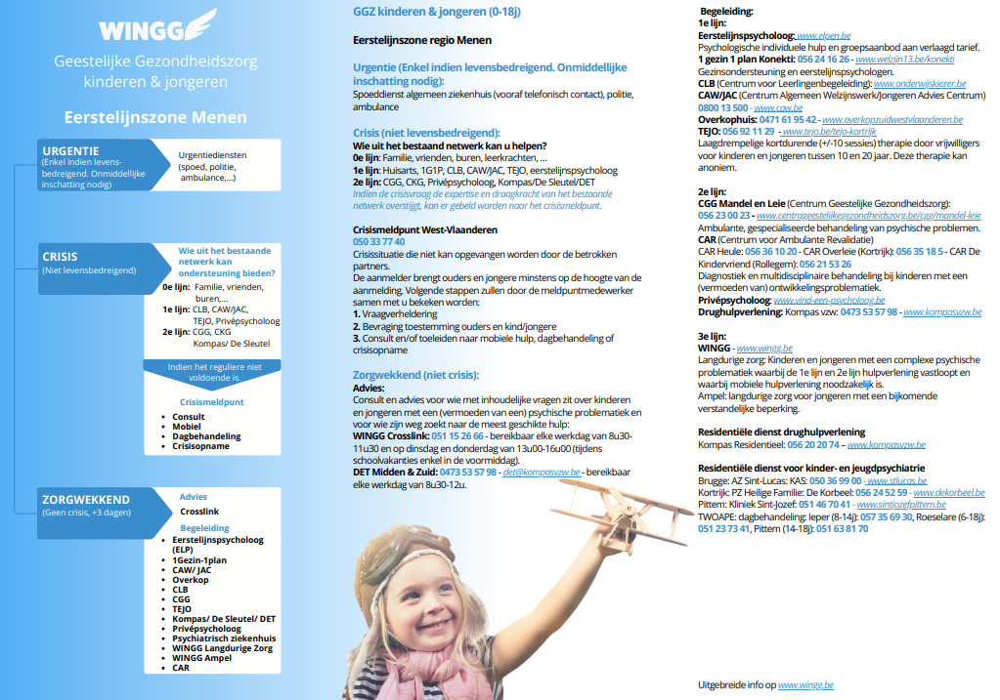 WINGG
Geestelijke Gezondheidszorg
kinderen & jongeren
Eerstelijnszone Menen
URGENTIE
(Enkel indien levens-
bedreigend. Onmiddellijke
inschatting nodig)
Urgentiediensten
(spoed, politie,
ambulance,...)
CRISIS
(Niet levensbedreigend)
Wie uit het bestaande
netwerk kan
ondersteuning bieden?
0e lijn: Familie, vrienden,
buren,...
1e lijn: CLB, CAW/JAC,
TEJO, Privépsycholoog
2e lijn: CGG, CKG
Kompas/ De Sleutel
Indien het reguliere niet
voldoende is.
Crisismeldpunt
• Consult
• Mobiel
• Dagbehandeling
• Crisisopname
ZORGWEKKEND
(Geen crisis, +3 dagen)
Advies
Crosslink
Begeleiding
• Eerstelijnspsycholoog
(ELP)
• 1Gezin-1plan
• CAW/ JAC
• Overkop
• CLB
• CGG
• TEJO
• Kompas/ De Sleutel/ DET
• Privépsycholoog
• Psychiatrisch ziekenhuis
• WINGG Langdurige Zorg
• WINGG Ampel
• CAR
GGZ kinderen & jongeren (0-18j)
Eerstelijnszone regio Menen
Urgentie (Enkel indien levensbedreigend. Onmiddellijke
inschatting nodig):
Spoeddienst algemeen ziekenhuis (vooraf telefonisch contact), politie,
ambulance
Crisis (niet levensbedreigend):
Wie uit het bestaande netwerk kan u helpen?
0e lijn: Familie, vrienden, buren, leerkrachten, ...
1e lijn: Huisarts, 1G1P, CLB, CAW/JAC, TEJO, eerstelijnspsycholoog
2e lijn: CGG, CKG, Privépsycholoog, Kompas/De Sleutel/DET
Indien de crisisvraag de expertise en draagkracht van het bestaande
netwerk overstijgt, kan er gebeld worden naar het crisismeldpunt.
Crisismeldpunt West-Vlaanderen
050 33 77 40
Crisissituatie die niet kan opgevangen worden door de betrokken
partners.
De aanmelder brengt ouders en jongere minstens op de hoogte van de
aanmelding. Volgende stappen zullen door de meldpuntmedewerker
samen met u bekeken worden:
1. Vraagverheldering
2. Bevraging toestemming ouders en kind/jongere
3. Consult en/of toeleiden naar mobiele hulp, dagbehandeling of
crisisopname
Zorgwekkend (niet crisis):
Advies:
Consult en advies voor wie met inhoudelijke vragen zit over kinderen
en jongeren met een (vermoeden van een) psychische problematiek en
voor wie zijn weg zoekt naar de meest geschikte hulp:
WINGG Crosslink: 051 15 26 66 - bereikbaar elke werkdag van 8u30-
11u30 en op dinsdag en donderdag van 13u00-16u00 (tijdens
schoolvakanties enkel in de voormiddag).
DET Midden & Zuid: 0473 53 57 98 - det@kompasvzw.be - bereikbaar
elke werkdag van 8u30-12u.
Begeleiding:
1e lijn:
Eerstelijnspsycholoog: www.elpen.be
Psychologische individuele hulp en groepsaanbod aan verlaagd tarief.
1 gezin 1 plan Konekti: 056 24 16 26 - www.welzijn13.be/konekti
Gezinsondersteuning en eerstelijnspsychologen.
CLB (Centrum voor Leerlingenbegeleiding): www.onderwijskiezer.be
CAW/JAC (Centrum Algemeen Welzijnswerk/Jongeren Advies Centrum)
0800 13 500 - www.caw.be
Overkophuis: 0471 61 95 42 - www.overkopzuidwestvlaanderen.be
TEJO: 056 92 11 29 - www.tejo.be/tejo-kortrijk
Laagdrempelige kortdurende (+/-10 sessies) therapie door vrijwilligers
voor kinderen en jongeren tussen 10 en 20 jaar. Deze therapie kan
anoniem.
2e lijn:
CGG Mandel en Leie (Centrum Geestelijke Gezondheidszorg):
056 23 00 23 - www.centrageestelijkegezondheidszorg.be/cgg/mandel-leie
Ambulante, gespecialiseerde behandeling van psychische problemen.
CAR (Centrum voor Ambulante Revalidatie)
CAR Heule: 056 36 10 20 - CAR Overleie (Kortrijk): 056 35 18 5 - CAR De
Kindervriend (Rollegem): 056 21 53 26
Diagnostiek en multidisciplinaire behandeling bij kinderen met een
(vermoeden van) ontwikkelingsproblematiek.
Privépsycholoog: www.vind-een-psycholoog.be
Drughulpverlening: Kompas vzw: 0473 53 57 98 - www.kompasvzw.be
3e lijn:
WINGG - www.wingg.be
Langdurige zorg: Kinderen en jongeren met een complexe psychische
problematiek waarbij de 1e lijn en 2e lijn hulpverlening vastloopt en
waarbij mobiele hulpverlening noodzakelijk is.
Ampel: langdurige zorg voor jongeren met een bijkomende
verstandelijke beperking.
Residentiële dienst drughulpverlening
Kompas Residentieel: 056 20 20 74 – www.kompasvzw.be
Residentiële dienst voor kinder- en jeugdpsychiatrie
Brugge: AZ Sint-Lucas: KAS: 050 36 99 00 - www.stlucas.be
Kortrijk: PZ Heilige Familie: De Korbeel: 056 24 52 59 - www.dekorbeel.be
Pittem: Kliniek Sint-Jozef: 051 46 70 41 - www.sintjozefpittem.be
TWOAPE: dagbehandeling: Ieper (8-14j): 057 35 69 30, Roeselare (6-18j):
051 23 73 41, Pittem (14-18j): 051 63 81 70
Uitgebreide info op www.wingg.be